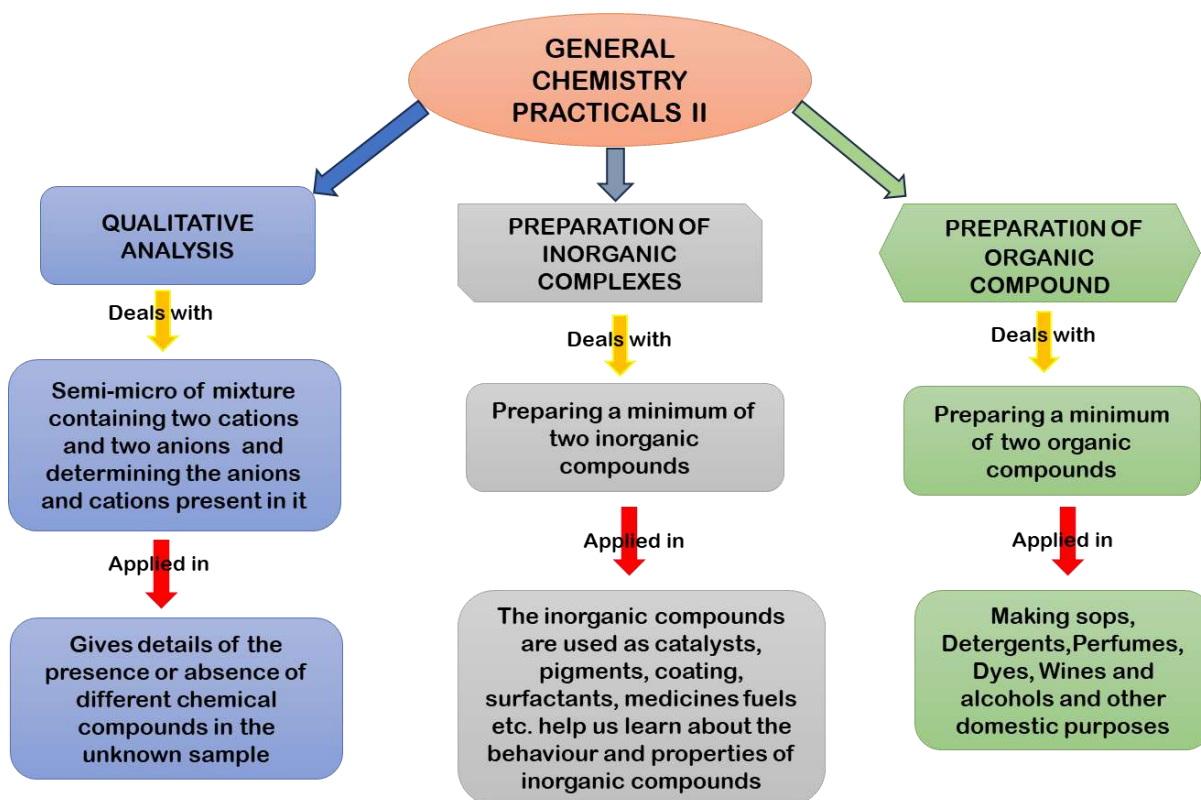 GENERAL
CHEMISTRY
PRACTICALS II
QUALITATIVE
ANALYSIS
Deals with
Semi-micro of mixture
containing two cations
and two anions and
determining the anions
and cations present in it
Applied in
Gives details of the
presence or absence of
different chemical
compounds in the
unknown sample
PREPARATION OF
INORGANIC
COMPLEXES
Deals with
Preparing a minimum of
two inorganic
compounds
Applied in
The inorganic compounds
are used as catalysts,
pigments, coating,
surfactants, medicines fuels
etc. help us learn about the
behaviour and properties of
inorganic compounds
PREPARATI0N OF
ORGANIC
COMPOUND
Deals with
Preparing a minimum
of two organic
compounds
Applied in
Making sops,
Detergents,Perfumes,
Dyes, Wines and
alcohols and other
domestic purposes